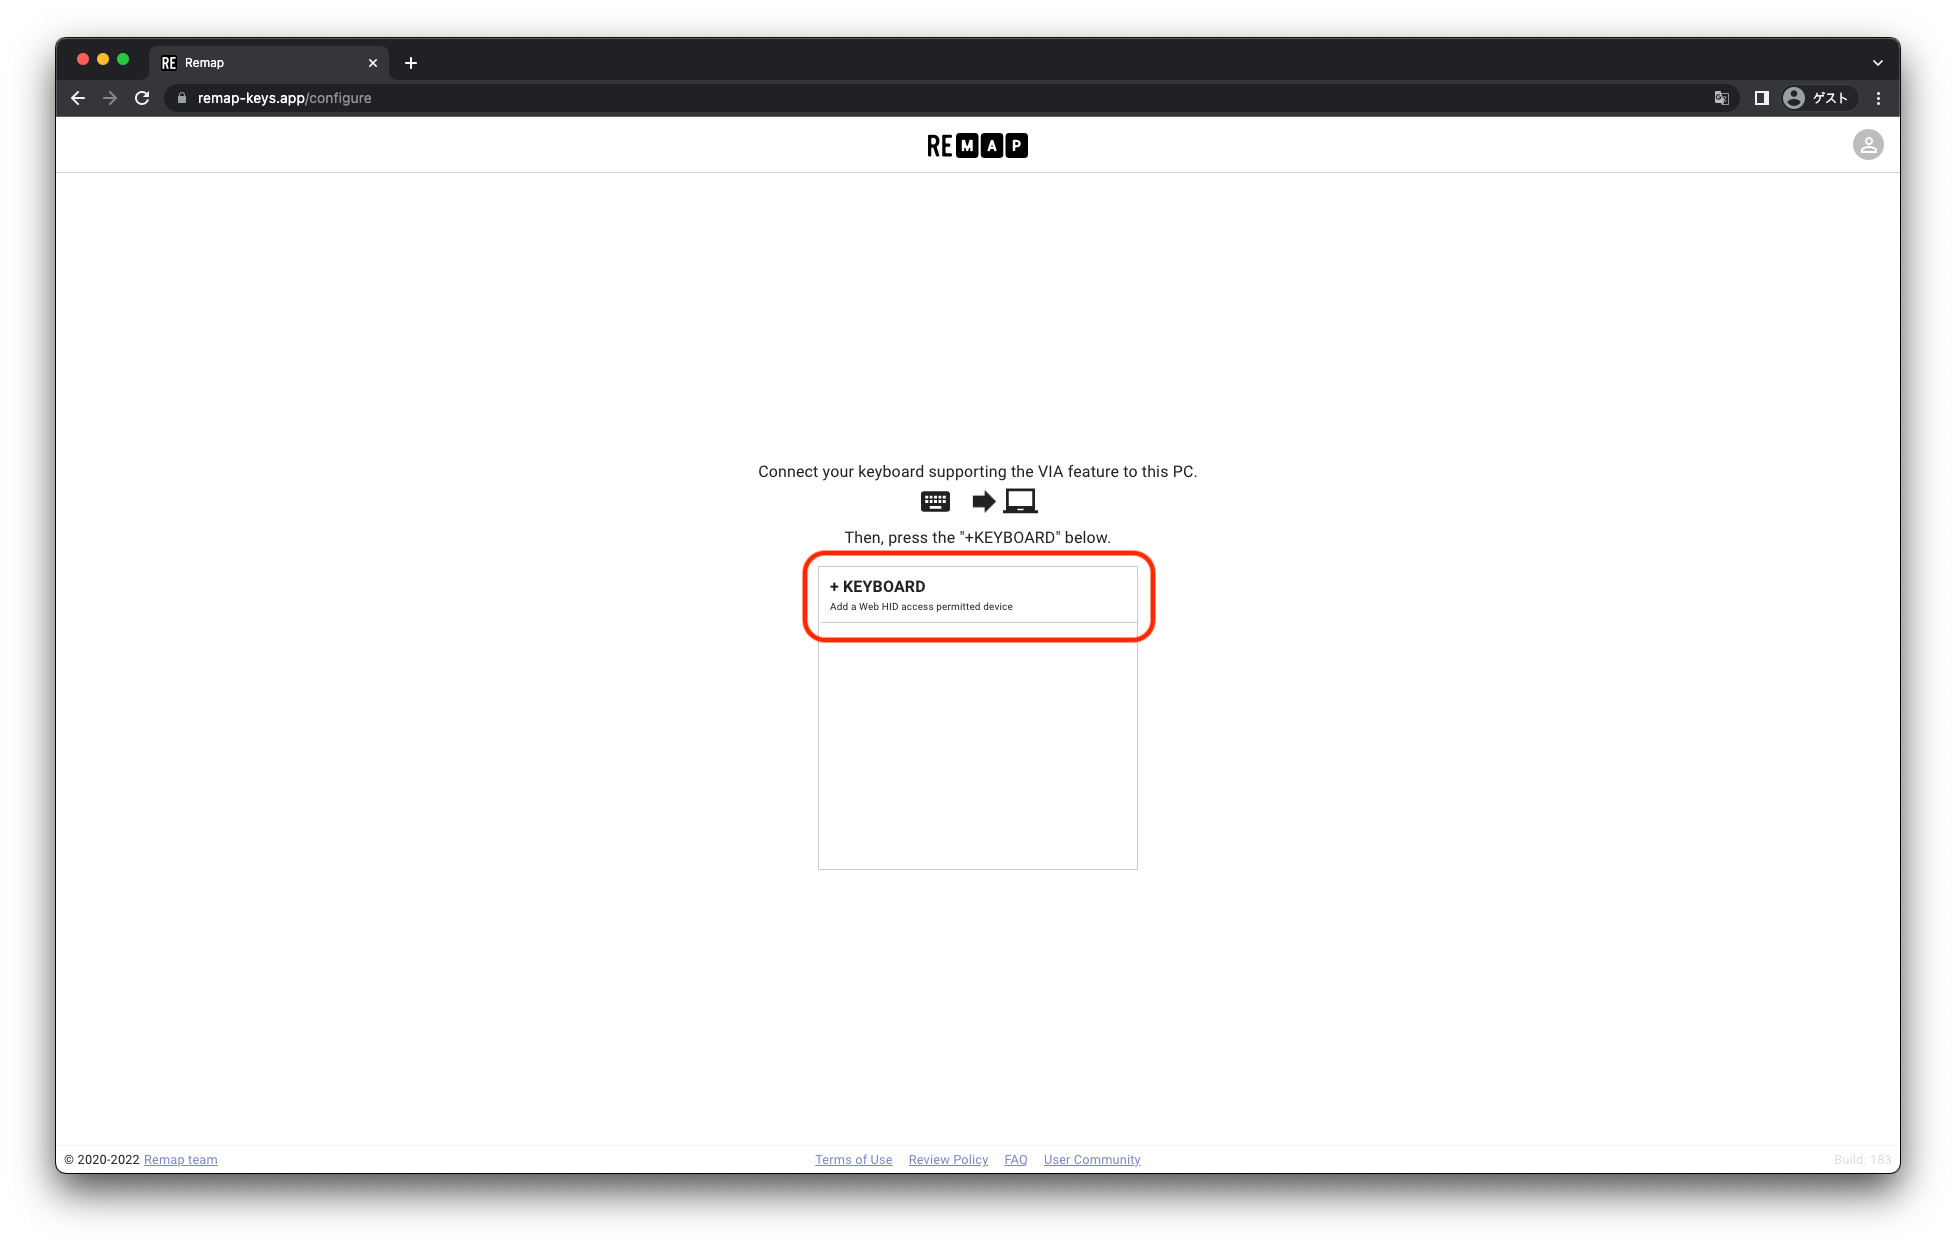 RE Remap
remap-keys.app/configure
ゲスト
REMAP
Connect your keyboard supporting the VIA feature to this PC.
Then, press the "+KEYBOARD" below.
+ KEYBOARD
Add a Web HID access permitted device
© 2020-2022 Remap team
Terms of Use Review Policy FAQ User Community
Build: 183